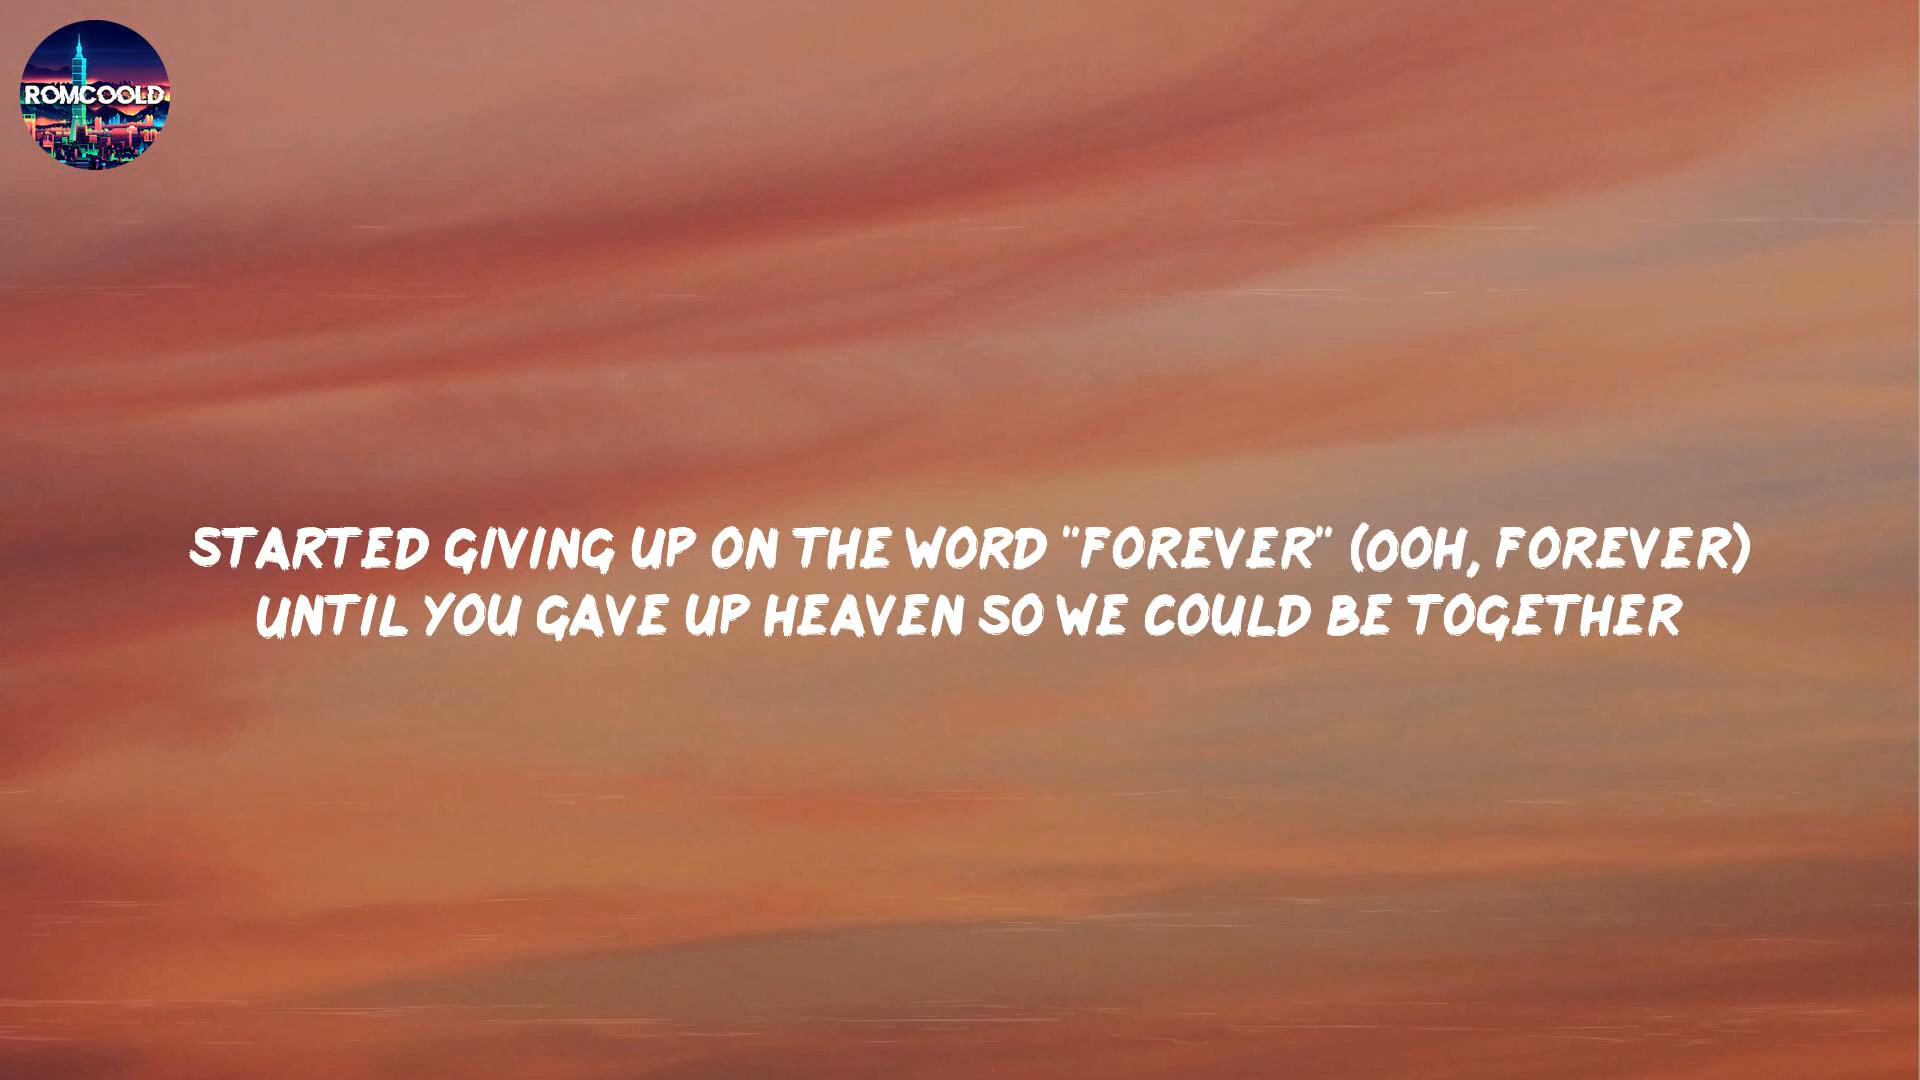 ROMCOOLD
STARTED GIVING UP ON THE WORD "FOREVER" (OOH, FOREVER)
UNTIL YOU GAVE UP HEAVEN SO WE COULD BE TOGETHER